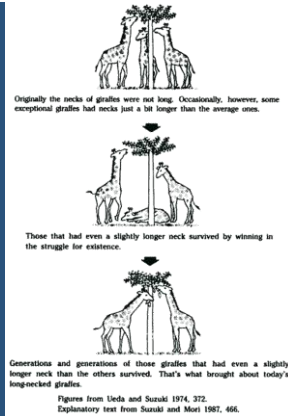 Originally the necks of giraffes were not long. Occasionally, however, some
exceptional giraffes had necks just a bit longer than the average ones.
Those that had even a slightly longer neck survived by winning in
the struggle for existence.
Generations and generations of those giraffes that had even a slightly
longer neck than the others survived. That's what brought about today's
long-necked giraffes.
Figures from Ueda and Suzuki 1974, 372.
Explanatory text from Suzuki and Mori 1987, 466.